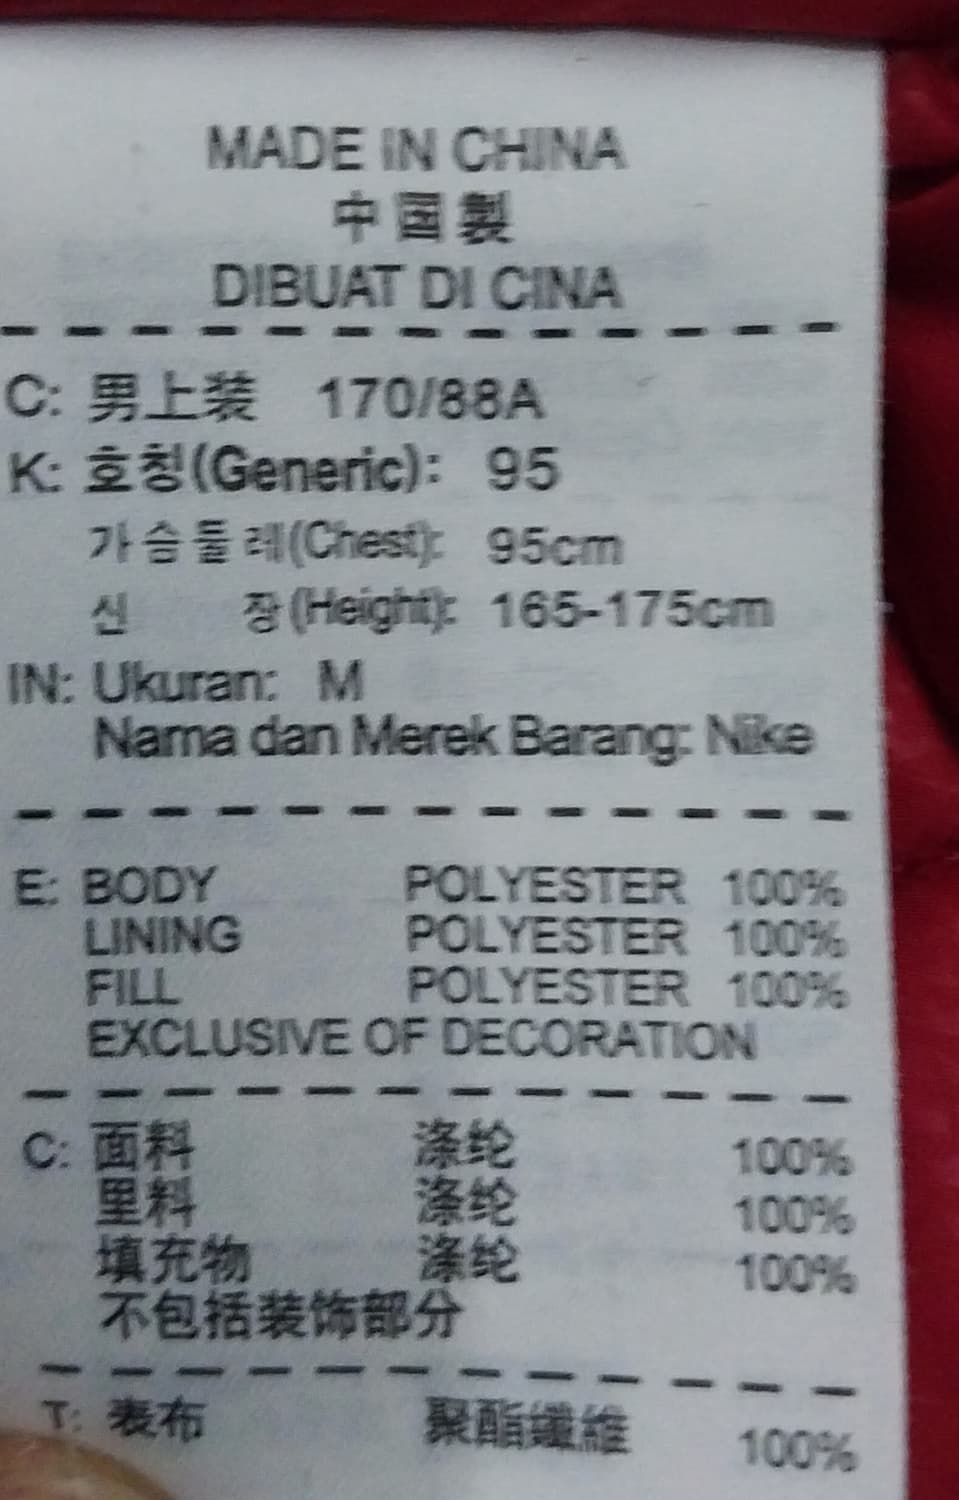 MADE IN CHINA
中国製
DIBUAT DI CINA
C: 男上装 170/88A
K: 호칭(Generic): 95
가슴둘레(Chest): 95cm
신 장(Height): 165-175cm
IN: Ukuran: M
Nama dan Merek Barang: Nike
E: BODY POLYESTER 100%
LINING POLYESTER 100%
FILL POLYESTER 100%
EXCLUSIVE OF DECORATION
C: 面料 涤纶 100%
里料 涤纶 100%
填充物 涤纶 100%
不包括装饰部分
T: 表布 聚酯纖維 100%